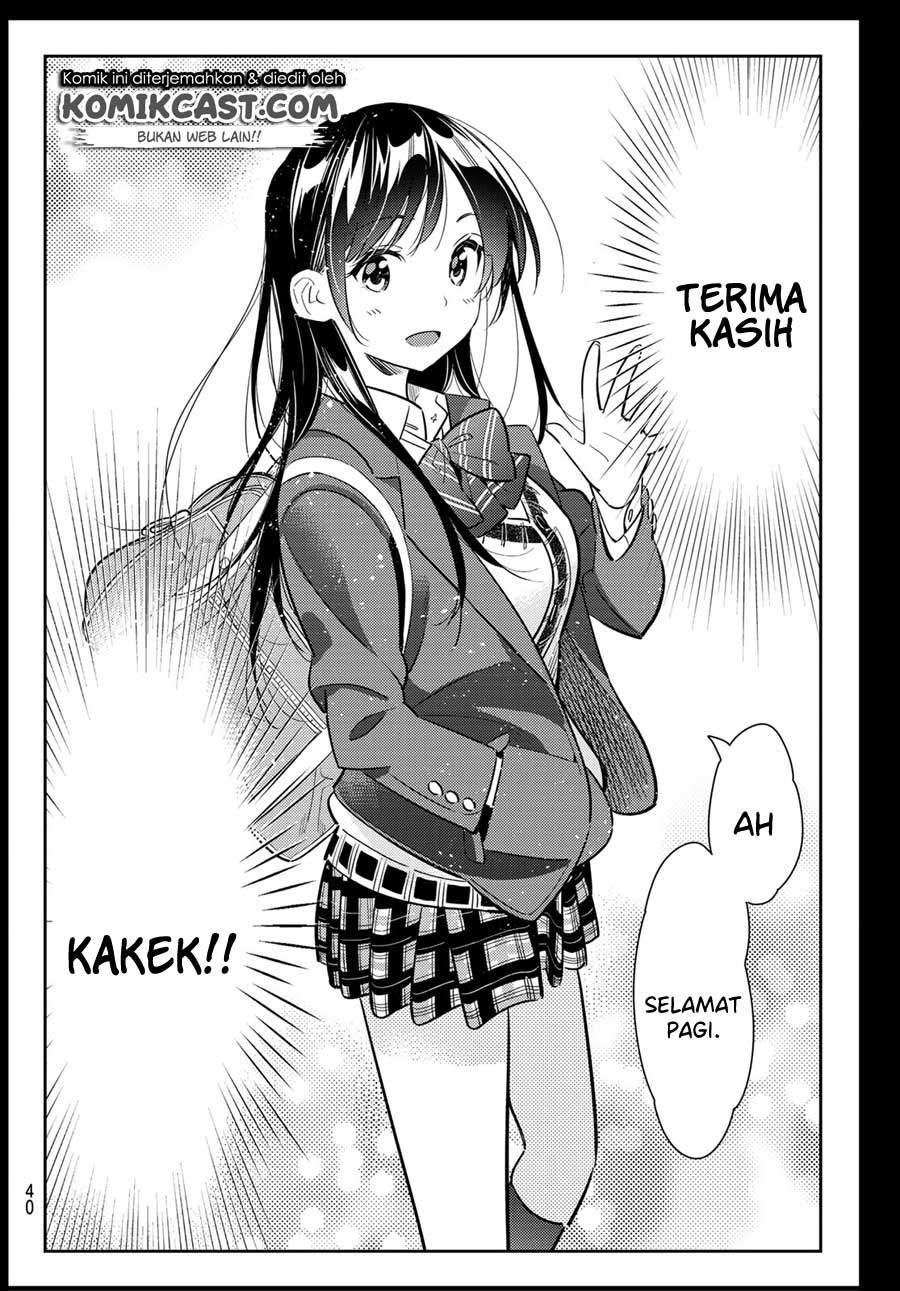 Komik ini diterjemahkan & diedit oleh
KOMIKCAST.COM
BUKAN WEB LAIN!!
TERIMA
KASIH
KAKEK!!
AH
SELAMAT
PAGI.
40